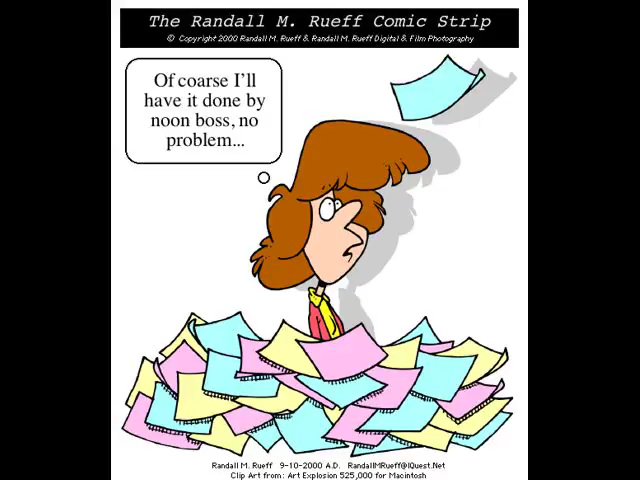 The Randall M. Rueff Comic Strip
© Copyright 2000 Randall M. Rueff & Randall M. Rueff Digital & Film Photography
Of coarse I'll
have it done by
noon boss, no
problem...
Randall M. Rueff 9-10-2000 A.D. RandallMRueff@IQuest.Net
Clip Art from: Art Explosion 525,000 for Macintosh